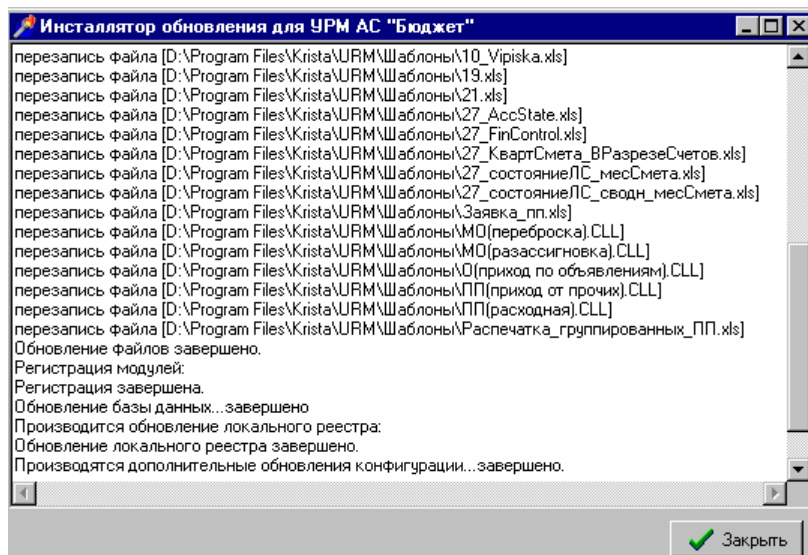 Инсталлятор обновления для УРМ АС "Бюджет"
перезапись файла [D:\Program Files\Krista\URM\Шаблоны\10_Vipiska.xls]
перезапись файла [D:\Program Files\Krista\URM\Шаблоны\19.xls]
перезапись файла [D:\Program Files\Krista\URM\Шаблоны\21.xls]
перезапись файла [D:\Program Files\Krista\URM\Шаблоны\27_AccState.xls]
перезапись файла [D:\Program Files\Krista\URM\Шаблоны\27_FinControl.xls]
перезапись файла [D:\Program Files\Krista\URM\Шаблоны\27_КвартСмета_ВРазрезеСчетов.xls]
перезапись файла [D:\Program Files\Krista\URM\Шаблоны\27_состояниеЛС_месСмета.xls]
перезапись файла [D:\Program Files\Krista\URM\Шаблоны\27_состояниеЛС_сводн_месСмета.xls]
перезапись файла [D:\Program Files\Krista\URM\Шаблоны\Заявка_пп.xls]
перезапись файла [D:\Program Files\Krista\URM\Шаблоны\МО(переброска).CLL]
перезапись файла [D:\Program Files\Krista\URM\Шаблоны\МО(разассигновка).CLL]
перезапись файла [D:\Program Files\Krista\URM\Шаблоны\О(приход по объявлениям).CLL]
перезапись файла [D:\Program Files\Krista\URM\Шаблоны\ПП(приход от прочих).CLL]
перезапись файла [D:\Program Files\Krista\URM\Шаблоны\ПП(расходная).CLL]
перезапись файла [D:\Program Files\Krista\URM\Шаблоны\Распечатка_группированных_ПП.xls]
Обновление файлов завершено.
Регистрация модулей:
Регистрация завершена.
Обновление базы данных...завершено
Производится обновление локального реестра:
Обновление локального реестра завершено.
Производятся дополнительные обновления конфигурации...завершено.
Закрыть